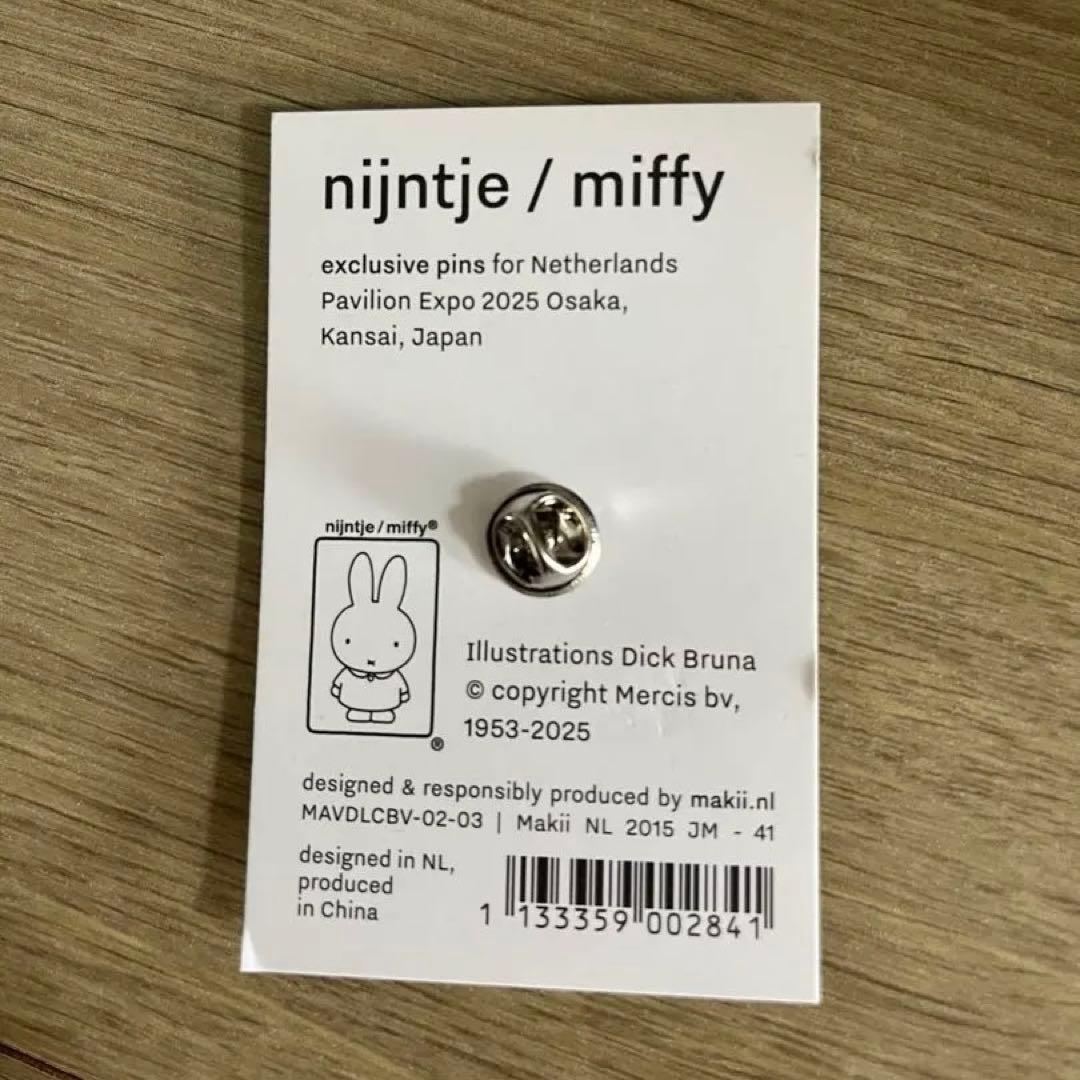 nijntje / miffy
exclusive pins for Netherlands
Pavilion Expo 2025 Osaka,
Kansai, Japan
nijntje / miffy®
®
Illustrations Dick Bruna
© copyright Mercis bv,
1953-2025
designed & responsibly produced by makii.nl
MAVDLCBV-02-03 | Makii NL 2015 JM - 41
designed in NL,
produced
in China
1 133359 002841